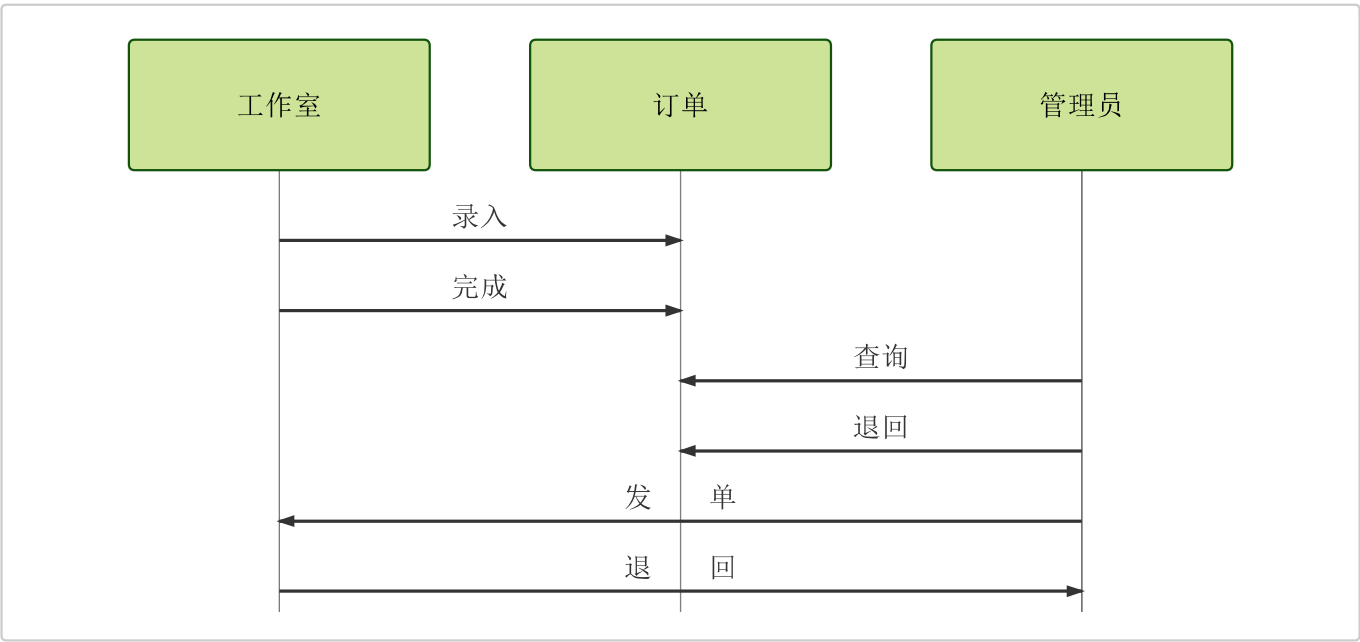 工作室
订单
管理员
录入
完成
查询
退回
发 单
退 回